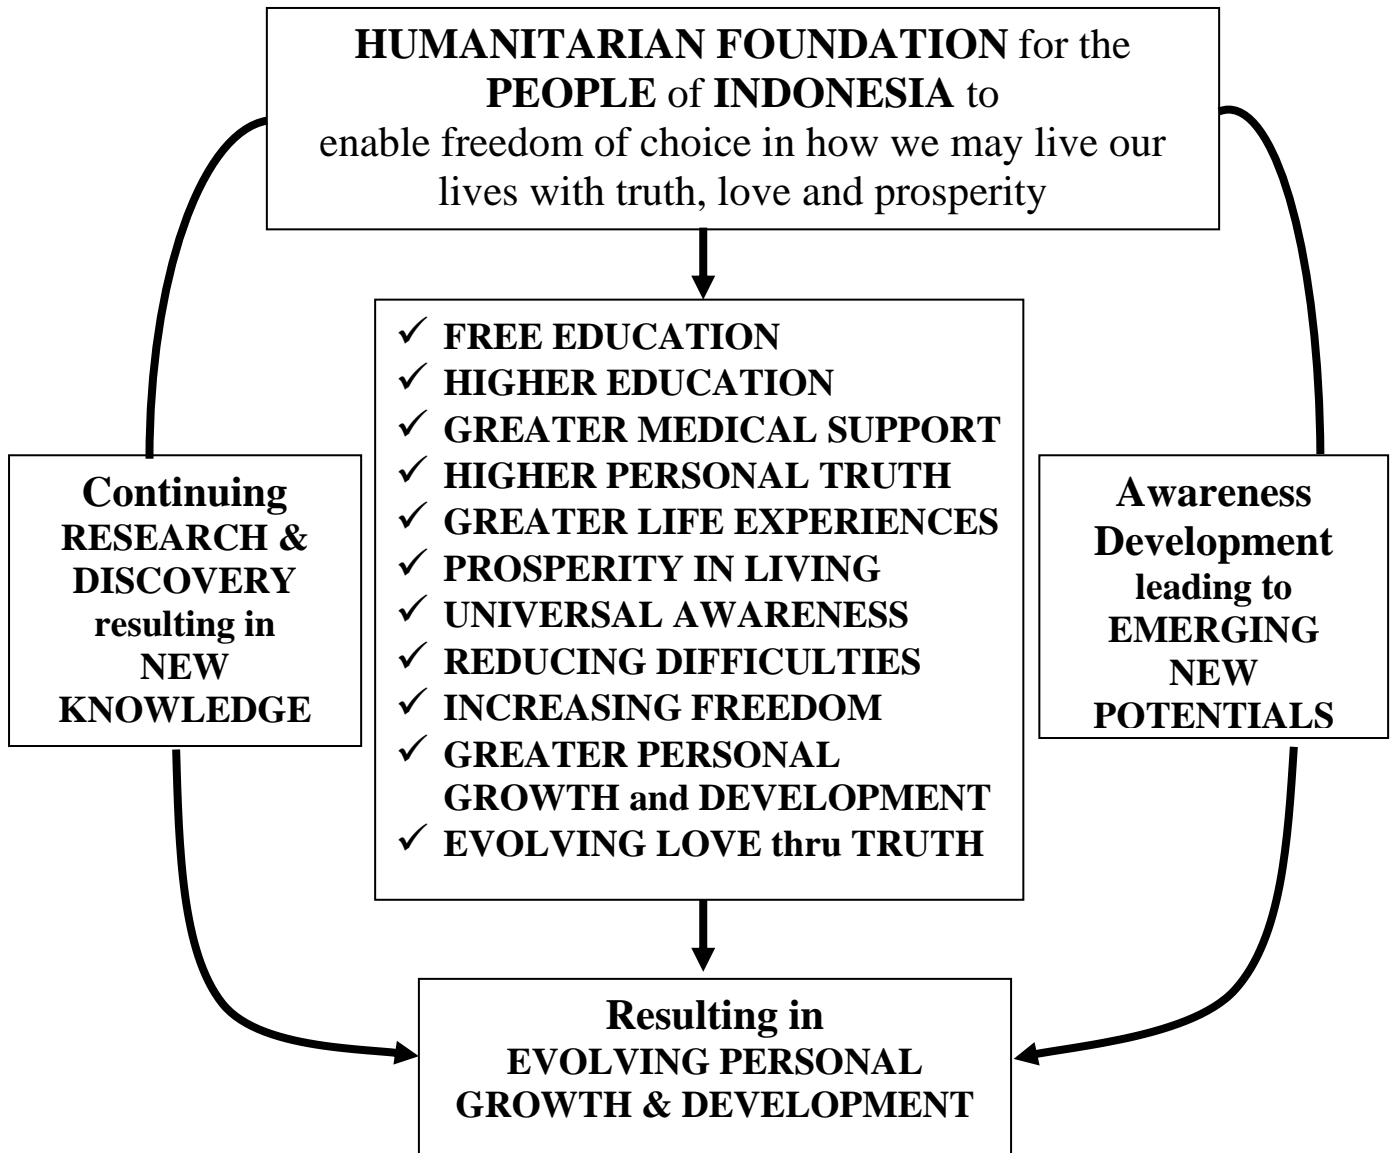 HUMANITARIAN FOUNDATION for the
PEOPLE of INDONESIA to
enable freedom of choice in how we may live our
lives with truth, love and prosperity
✓ FREE EDUCATION
✓ HIGHER EDUCATION
✓ GREATER MEDICAL SUPPORT
✓ HIGHER PERSONAL TRUTH
✓ GREATER LIFE EXPERIENCES
✓ PROSPERITY IN LIVING
✓ UNIVERSAL AWARENESS
✓ REDUCING DIFFICULTIES
✓ INCREASING FREEDOM
✓ GREATER PERSONAL
GROWTH and DEVELOPMENT
✓ EVOLVING LOVE thru TRUTH
Continuing
RESEARCH &
DISCOVERY
resulting in
NEW
KNOWLEDGE
Awareness
Development
leading to
EMERGING
NEW
POTENTIALS
Resulting in
EVOLVING PERSONAL
GROWTH & DEVELOPMENT